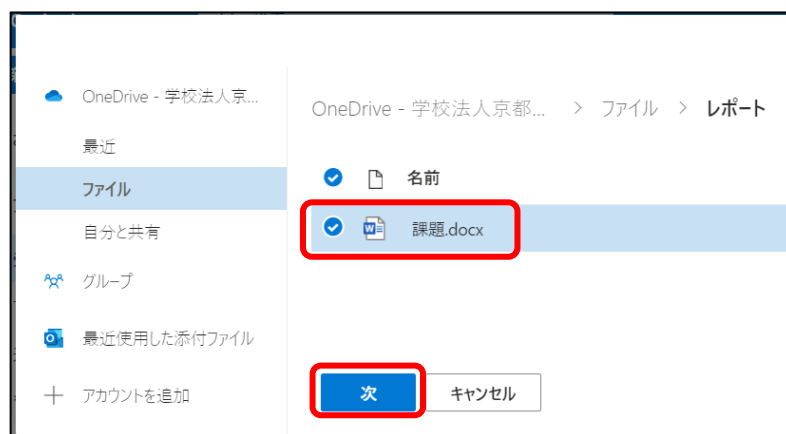 OneDrive - 学校法人京...
最近
ファイル
自分と共有
グループ
最近使用した添付ファイル
アカウントを追加
OneDrive - 学校法人京都... > ファイル > レポート
名前
課題.docx
次 キャンセル